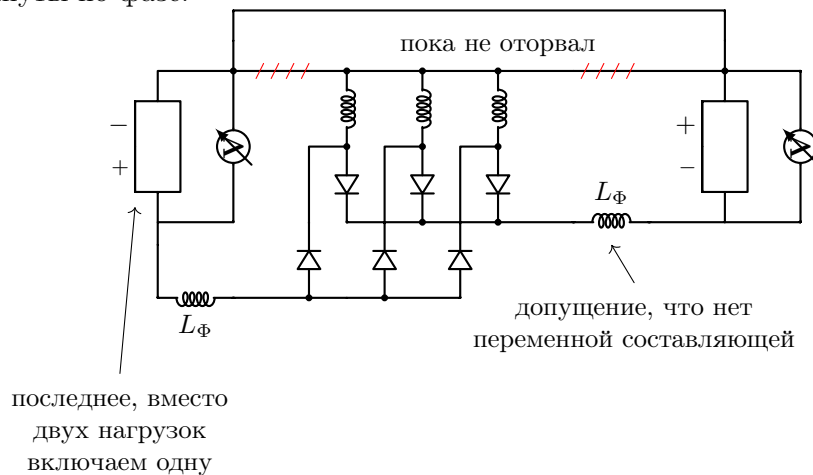 пока не оторвал
−
+
V
+
−
V
L_Ф
L_Ф
допущение, что нет
переменной составляющей
последнее, вместо
двух нагрузок
включаем одну